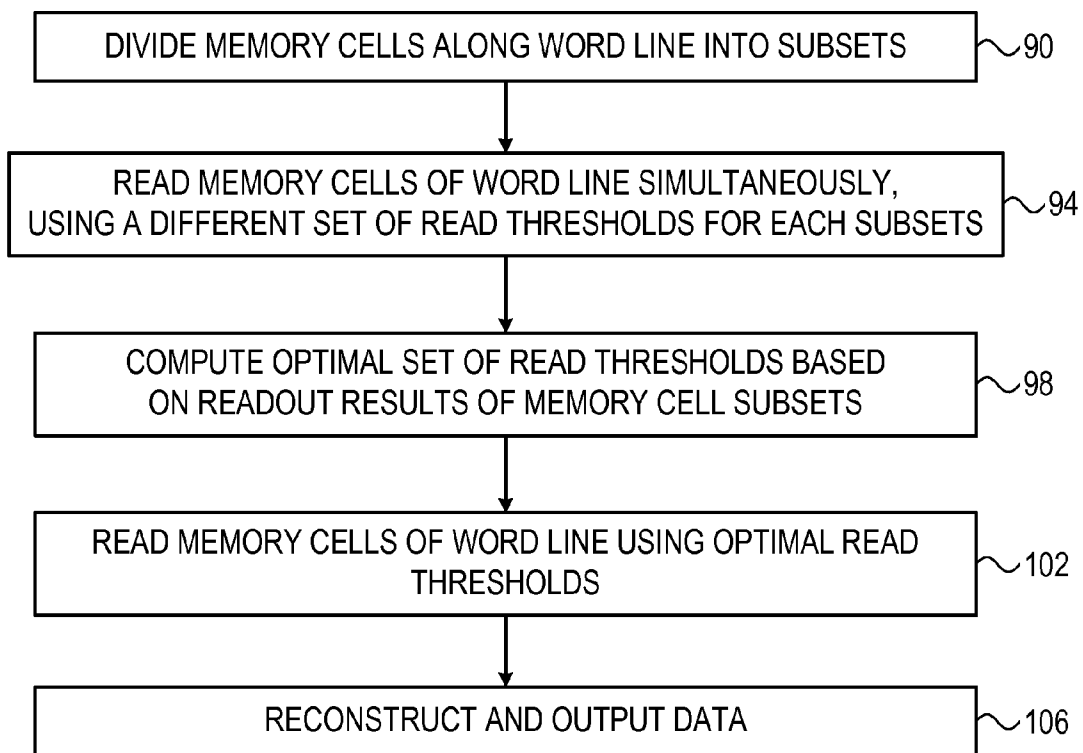 DIVIDE MEMORY CELLS ALONG WORD LINE INTO SUBSETS
90
READ MEMORY CELLS OF WORD LINE SIMULTANEOUSLY,
USING A DIFFERENT SET OF READ THRESHOLDS FOR EACH SUBSETS
94
COMPUTE OPTIMAL SET OF READ THRESHOLDS BASED
ON READOUT RESULTS OF MEMORY CELL SUBSETS
98
READ MEMORY CELLS OF WORD LINE USING OPTIMAL READ
THRESHOLDS
102
RECONSTRUCT AND OUTPUT DATA
106